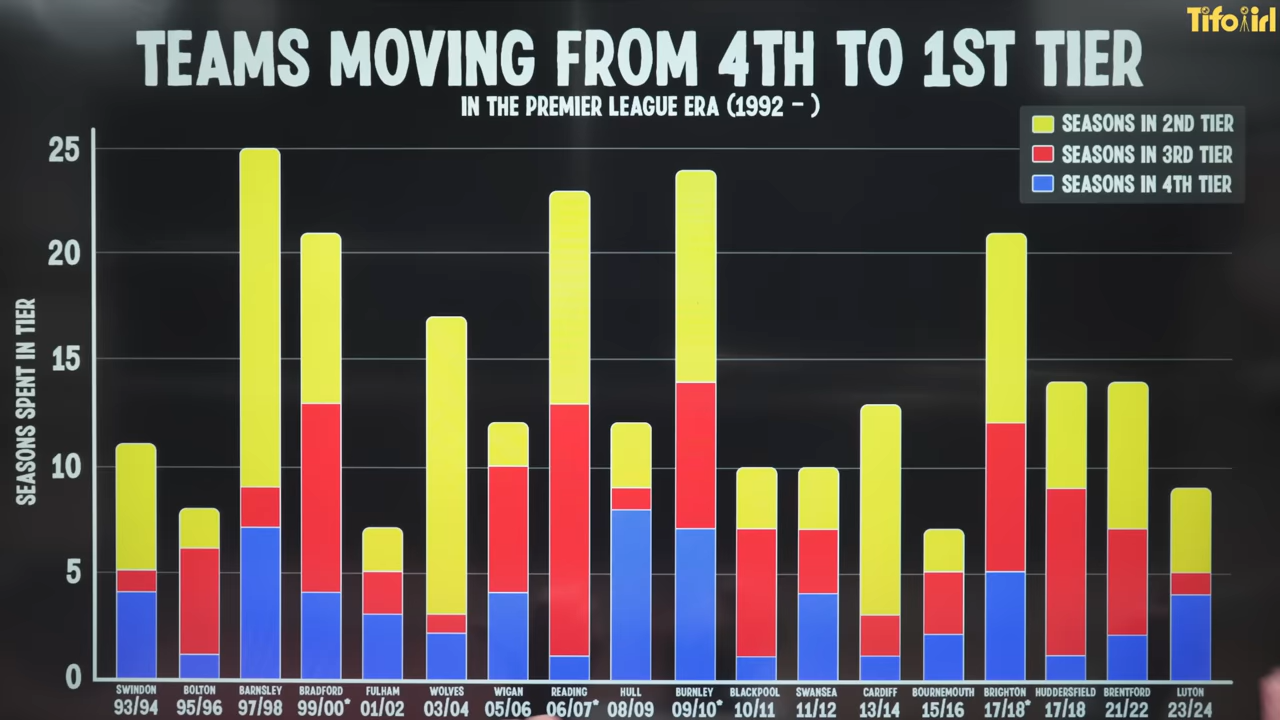 Tifo irl
TEAMS MOVING FROM 4TH TO 1ST TIER
IN THE PREMIER LEAGUE ERA (1992 - )
SEASONS IN 2ND TIER
SEASONS IN 3RD TIER
SEASONS IN 4TH TIER
SEASONS SPENT IN TIER
25
20
15
10
5
0
SWINDON 93/94
BOLTON 95/96
BARNSLEY 97/98
BRADFORD 99/00*
FULHAM 01/02
WOLVES 03/04
WIGAN 05/06
READING 06/07*
HULL 08/09
BURNLEY 09/10*
BLACKPOOL 10/11
SWANSEA 11/12
CARDIFF 13/14
BOURNEMOUTH 15/16
BRIGHTON 17/18*
HUDDERSFIELD 17/18
BRENTFORD 21/22
LUTON 23/24